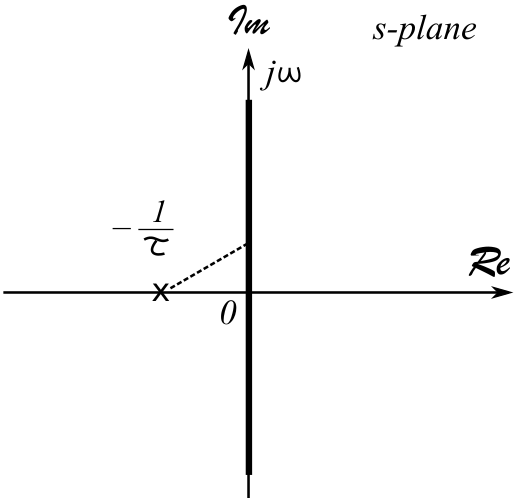 Im
s-plane
jω
- 1/τ
Re
x
0